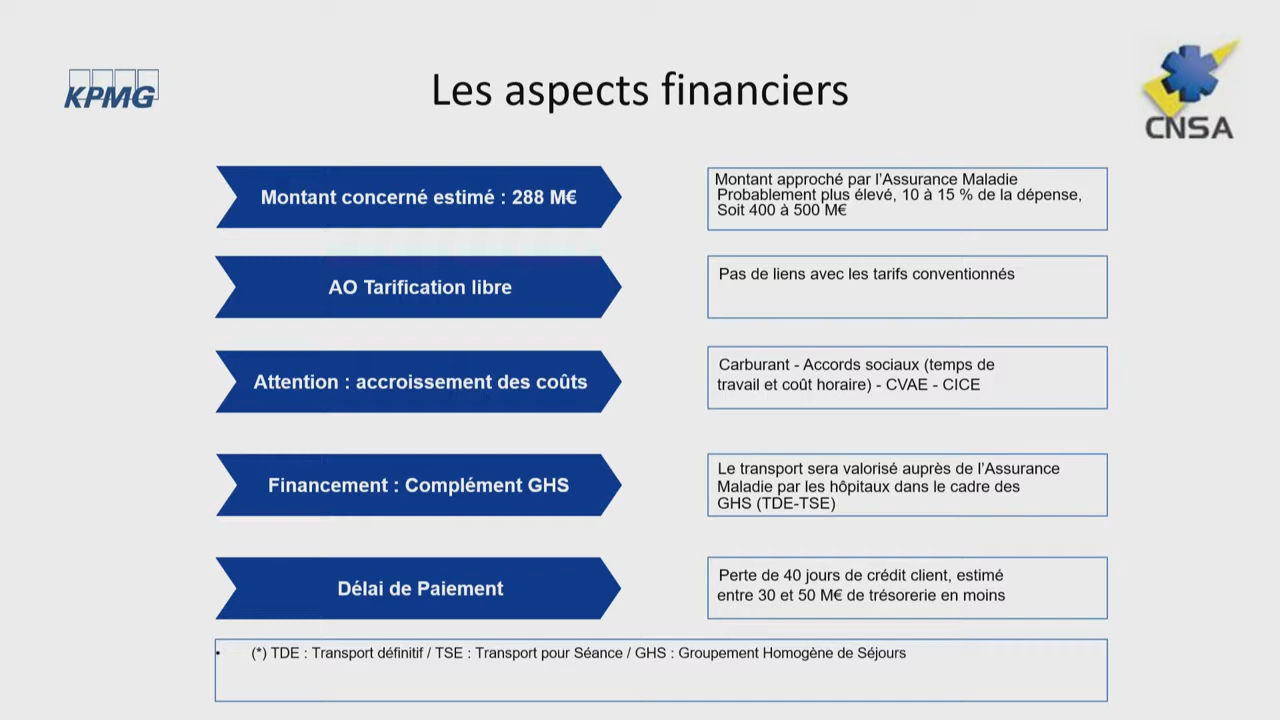 KPMG
Les aspects financiers
CNSA
Montant concerné estimé : 288 M€
Montant approché par l'Assurance Maladie
Probablement plus élevé, 10 à 15 % de la dépense,
Soit 400 à 500 M€
AO Tarification libre
Pas de liens avec les tarifs conventionnés
Attention : accroissement des coûts
Carburant - Accords sociaux (temps de
travail et coût horaire) - CVAE - CICE
Financement : Complément GHS
Le transport sera valorisé auprès de l'Assurance
Maladie par les hôpitaux dans le cadre des
GHS (TDE-TSE)
Délai de Paiement
Perte de 40 jours de crédit client, estimé
entre 30 et 50 M€ de trésorerie en moins
• (*) TDE : Transport définitif / TSE : Transport pour Séance / GHS : Groupement Homogène de Séjours